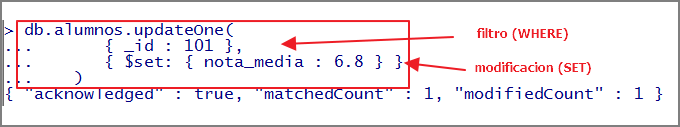 > db.alumnos.updateOne(
... { _id : 101 }, filtro (WHERE)
... { $set: { nota_media : 6.8 } } modificacion (SET)
... )
{ "acknowledged" : true, "matchedCount" : 1, "modifiedCount" : 1 }